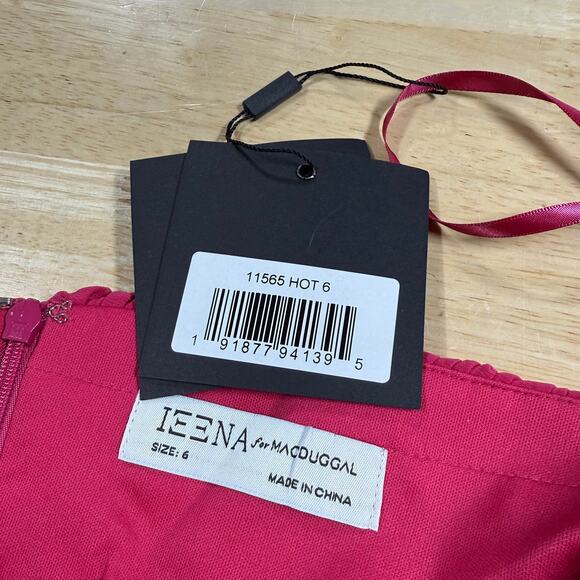 11565 HOT 6
1 91877 94139 5
IEENA for MACDUGGAL
SIZE: 6
MADE IN CHINA